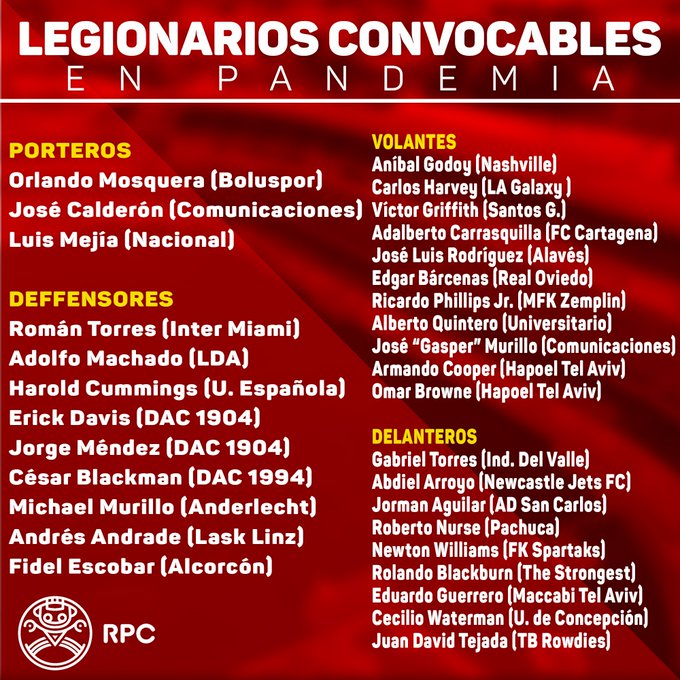 LEGIONARIOS CONVOCABLES
EN PANDEMIA
PORTEROS
Orlando Mosquera (Boluspor)
José Calderón (Comunicaciones)
Luis Mejía (Nacional)
DEFFENSORES
Román Torres (Inter Miami)
Adolfo Machado (LDA)
Harold Cummings (U. Española)
Erick Davis (DAC 1904)
Jorge Méndez (DAC 1904)
César Blackman (DAC 1994)
Michael Murillo (Anderlecht)
Andrés Andrade (Lask Linz)
Fidel Escobar (Alcorcón)
RPC
VOLANTES
Aníbal Godoy (Nashville)
Carlos Harvey (LA Galaxy )
Víctor Griffith (Santos G.)
Adalberto Carrasquilla (FC Cartagena)
José Luis Rodríguez (Alavés)
Edgar Bárcenas (Real Oviedo)
Ricardo Phillips Jr. (MFK Zemplin)
Alberto Quintero (Universitario)
José “Gasper” Murillo (Comunicaciones)
Armando Cooper (Hapoel Tel Aviv)
Omar Browne (Hapoel Tel Aviv)
DELANTEROS
Gabriel Torres (Ind. Del Valle)
Abdiel Arroyo (Newcastle Jets FC)
Jorman Aguilar (AD San Carlos)
Roberto Nurse (Pachuca)
Newton Williams (FK Spartaks)
Rolando Blackburn (The Strongest)
Eduardo Guerrero (Maccabi Tel Aviv)
Cecilio Waterman (U. de Concepción)
Juan David Tejada (TB Rowdies)